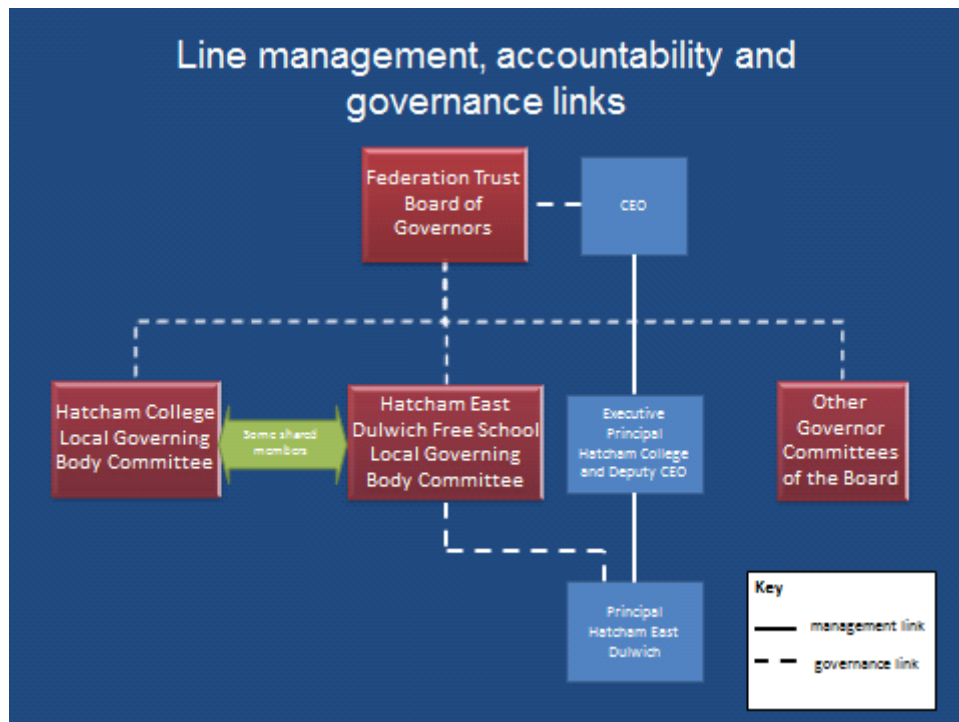 Line management, accountability and
governance links
Federation Trust
Board of
Governors
CEO
Hatcham College
Local Governing
Body Committee
Some shared
members
Hatcham East
Dulwich Free School
Local Governing
Body Committee
Executive
Principal
Hatcham College
and Deputy CEO
Other
Governor
Committees
of the Board
Principal
Hatcham East
Dulwich
Key
management link
governance link